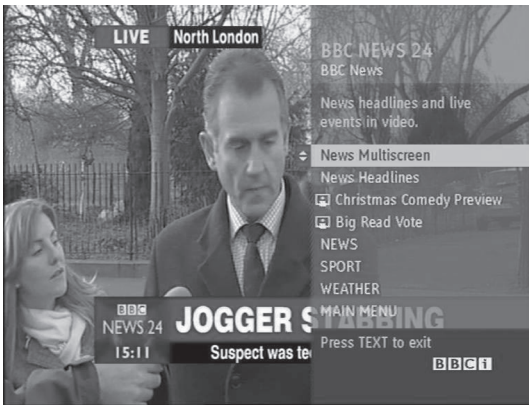 LIVE North London
BBC NEWS 24
BBC News
News headlines and live
events in video.
News Multiscreen
News Headlines
Christmas Comedy Preview
Big Read Vote
NEWS
SPORT
WEATHER
MAIN MENU
Press TEXT to exit
BBCi
BBC
NEWS 24
15:11
JOGGER STABBING
Suspect was